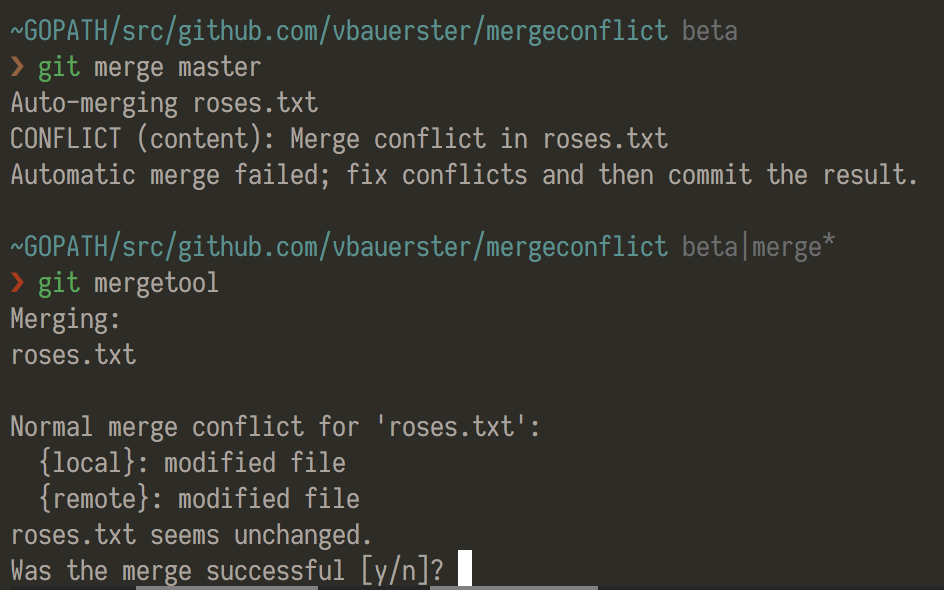 ~GOPATH/src/github.com/vbauerster/mergeconflict beta
❯ git merge master
Auto-merging roses.txt
CONFLICT (content): Merge conflict in roses.txt
Automatic merge failed; fix conflicts and then commit the result.
~GOPATH/src/github.com/vbauerster/mergeconflict beta|merge*
❯ git mergetool
Merging:
roses.txt
Normal merge conflict for 'roses.txt':
{local}: modified file
{remote}: modified file
roses.txt seems unchanged.
Was the merge successful [y/n]?